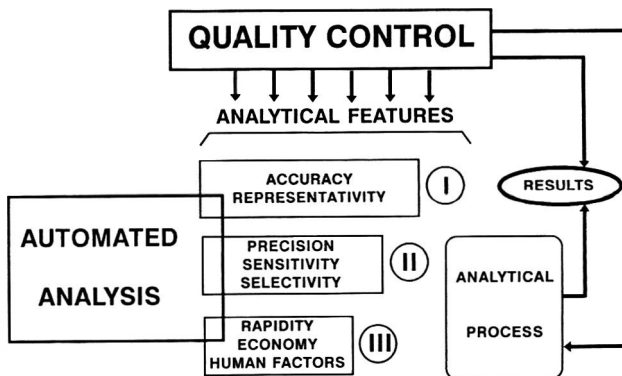 QUALITY CONTROL
ANALYTICAL FEATURES
ACCURACY
REPRESENTATIVITY
I
RESULTS
AUTOMATED
ANALYSIS
PRECISION
SENSITIVITY
SELECTIVITY
II
ANALYTICAL
PROCESS
RAPIDITY
ECONOMY
HUMAN FACTORS
III